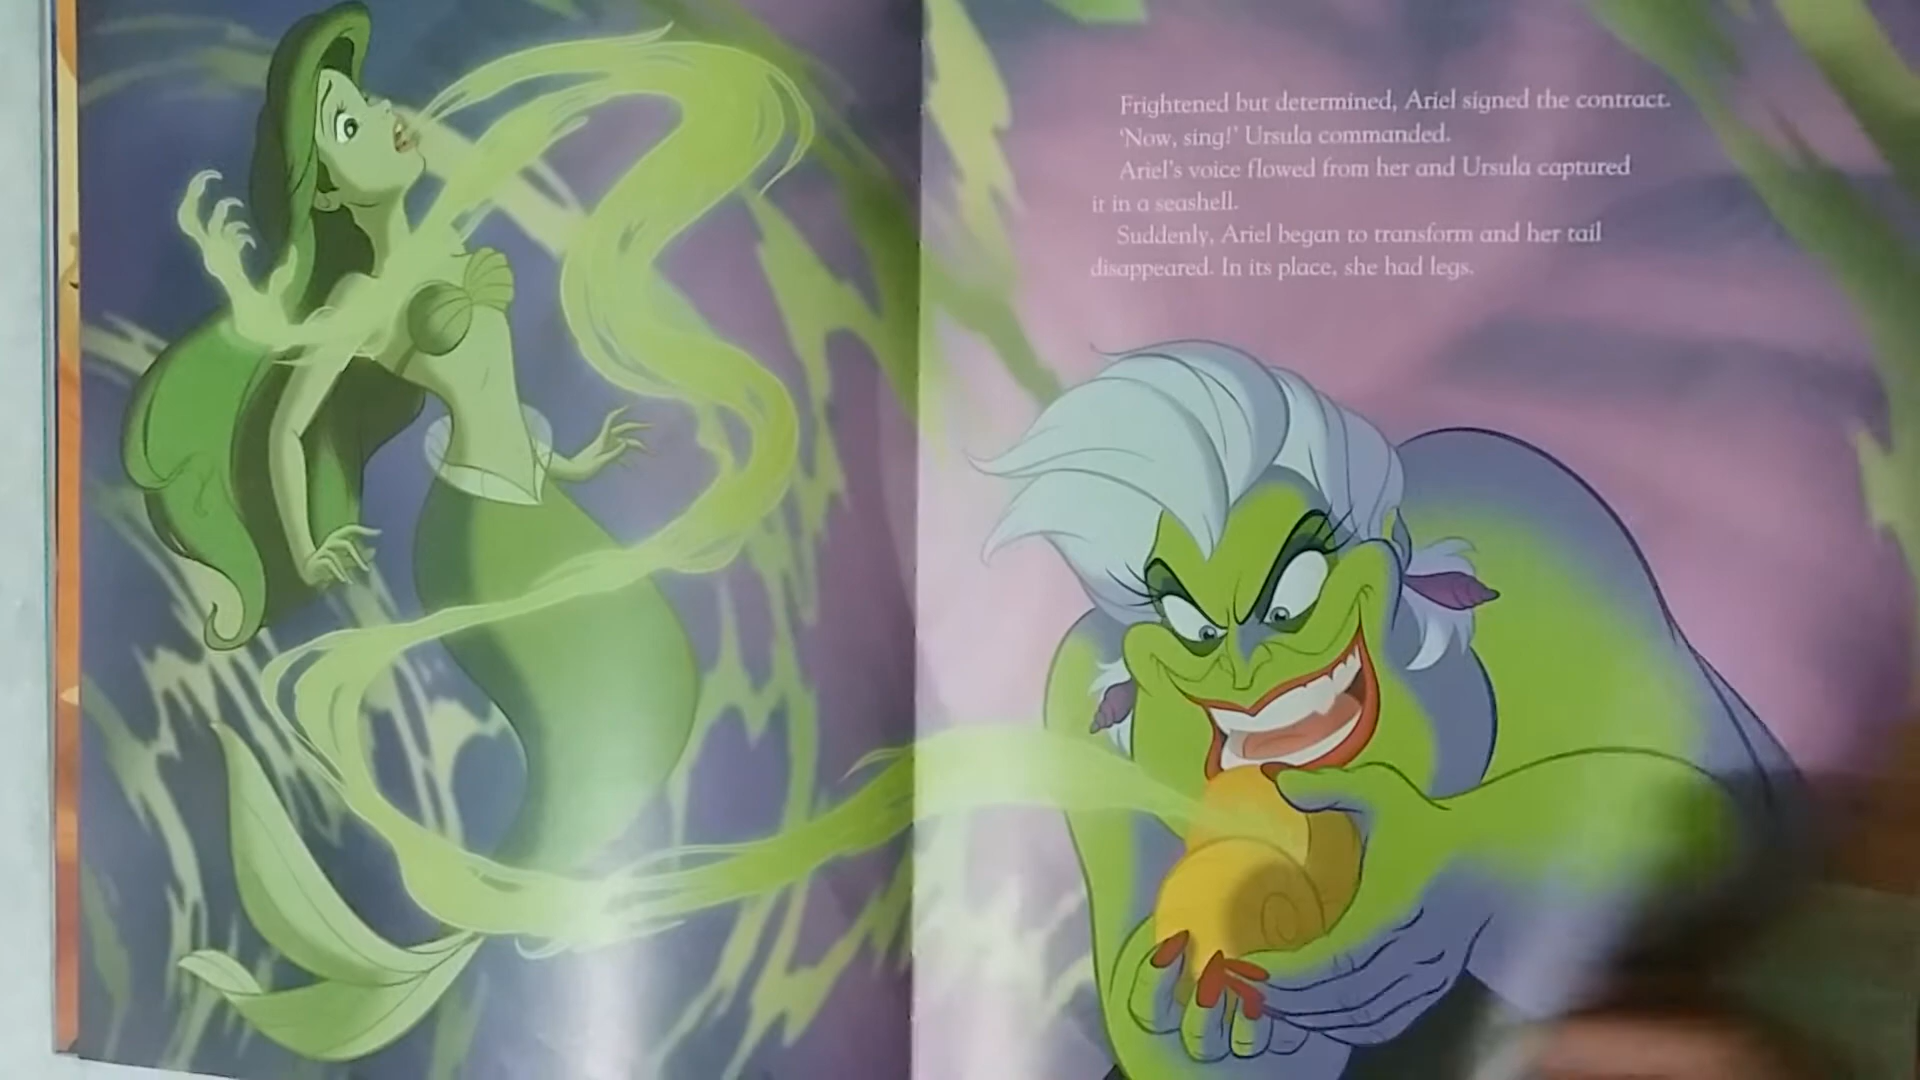 Frightened but determined, Ariel signed the contract.
‘Now, sing!’ Ursula commanded.
Ariel’s voice flowed from her and Ursula captured
it in a seashell.
Suddenly, Ariel began to transform and her tail
disappeared. In its place, she had legs.